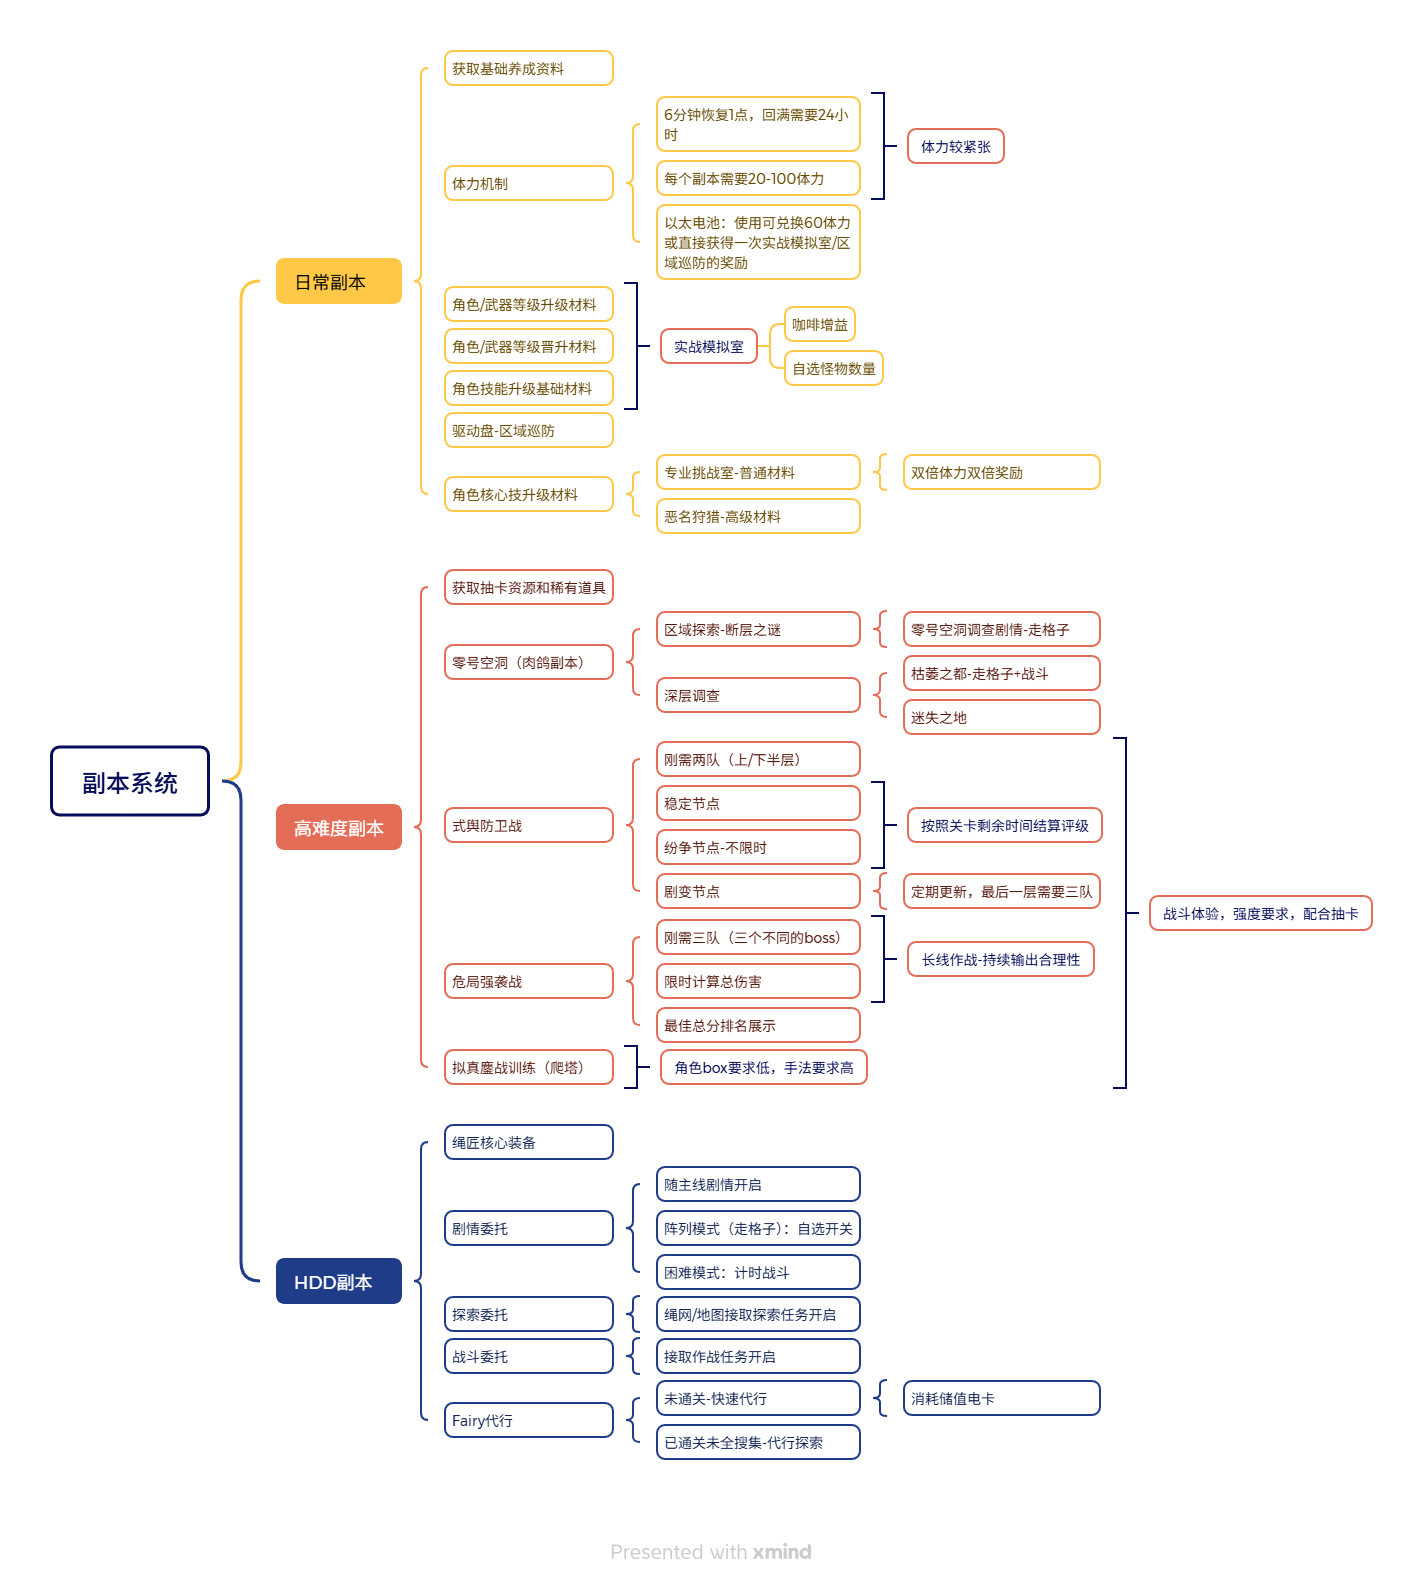 副本系统
日常副本
获取基础养成资料
体力机制
6分钟恢复1点，回满需要24小
时
每个副本需要20-100体力
体力较紧张
以太电池：使用可兑换60体力
或直接获得一次实战模拟室/区
域巡防的奖励
角色/武器等级升级材料
角色/武器等级晋升材料
角色技能升级基础材料
实战模拟室
咖啡增益
自选怪物数量
驱动盘-区域巡防
角色核心技升级材料
专业挑战室-普通材料
双倍体力双倍奖励
恶名狩猎-高级材料
高难度副本
获取抽卡资源和稀有道具
零号空洞（肉鸽副本）
区域探索-断层之谜
零号空洞调查剧情-走格子
深层调查
枯萎之都-走格子+战斗
迷失之地
式舆防卫战
刚需两队（上/下半层）
稳定节点
纷争节点-不限时
按照关卡剩余时间结算评级
剧变节点
定期更新，最后一层需要三队
危局强袭战
刚需三队（三个不同的boss）
限时计算总伤害
长线作战-持续输出合理性
最佳总分排名展示
拟真鏖战训练（爬塔）
角色box要求低，手法要求高
战斗体验，强度要求，配合抽卡
HDD副本
绳匠核心装备
剧情委托
随主线剧情开启
阵列模式（走格子）：自选开关
困难模式：计时战斗
探索委托
绳网/地图接取探索任务开启
战斗委托
接取作战任务开启
Fairy代行
未通关-快速代行
消耗储值电卡
已通关未全搜集-代行探索
Presented with xmind